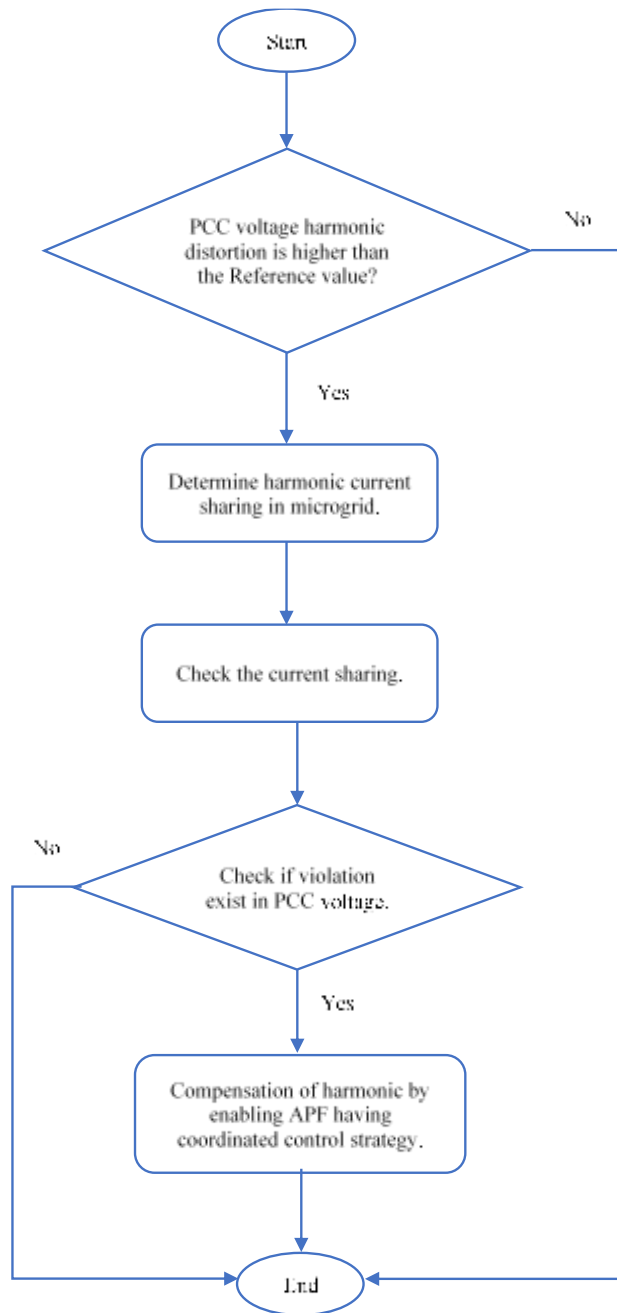 Start
PCC voltage harmonic
distortion is higher than
the Reference value?
No
Yes
Determine harmonic current
sharing in microgrid.
Check the current sharing.
No
Check if violation
exist in PCC voltage.
Yes
Compensation of harmonic by
enabling APF having
coordinated control strategy.
End